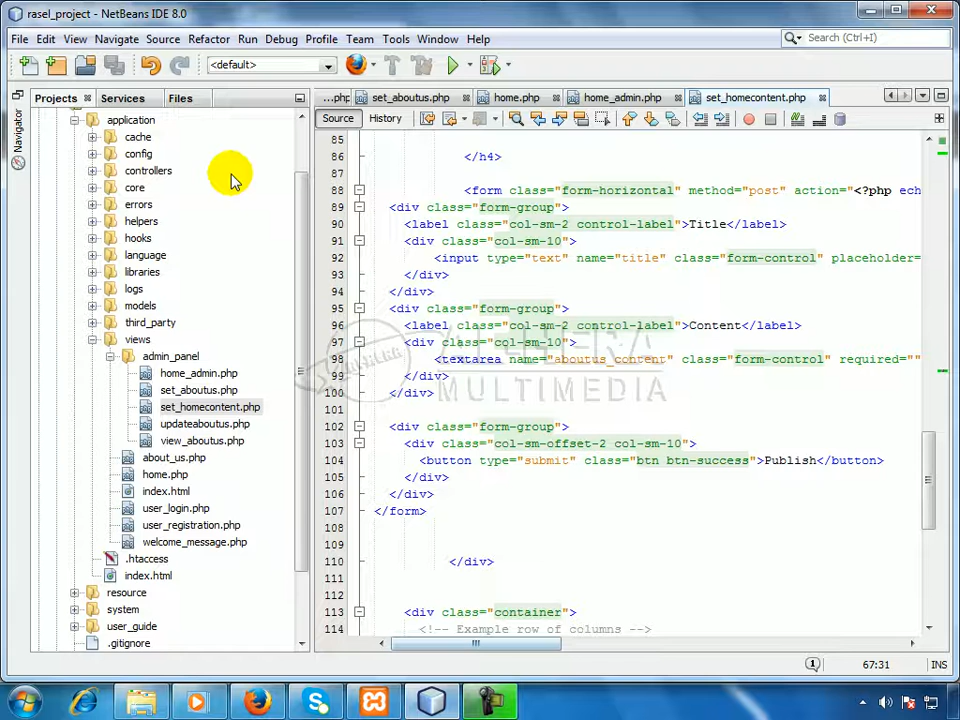 rasel_project - NetBeans IDE 8.0
File Edit View Navigate Source Refactor Run Debug Profile Team Tools Window Help
Search (Ctrl+I)
<default>
Projects Services Files
...php set_aboutus.php home.php home_admin.php set_homecontent.php
Source History
Navigator
application
cache
config
controllers
core
errors
helpers
hooks
language
libraries
logs
models
third_party
views
admin_panel
home_admin.php
set_aboutus.php
set_homecontent.php
updateaboutus.php
view_aboutus.php
about_us.php
home.php
index.html
user_login.php
user_registration.php
welcome_message.php
.htaccess
index.html
resource
system
user_guide
.gitignore
85
86 </h4>
87
88 <form class="form-horizontal" method="post" action="<?php ech
89 <div class="form-group">
90 <label class="col-sm-2 control-label">Title</label>
91 <div class="col-sm-10">
92 <input type="text" name="title" class="form-control" placeholder=
93 </div>
94 </div>
95 <div class="form-group">
96 <label class="col-sm-2 control-label">Content</label>
97 <div class="col-sm-10">
98 <textarea name="aboutus_content" class="form-control" required=""
99 </div>
100 </div>
101
102 <div class="form-group">
103 <div class="col-sm-offset-2 col-sm-10">
104 <button type="submit" class="btn btn-success">Publish</button>
105 </div>
106 </div>
107 </form>
108
109
110 </div>
111
112
113 <div class="container">
114 <!-- Example row of columns -->
MULTIMEDIA
67:31 INS
1